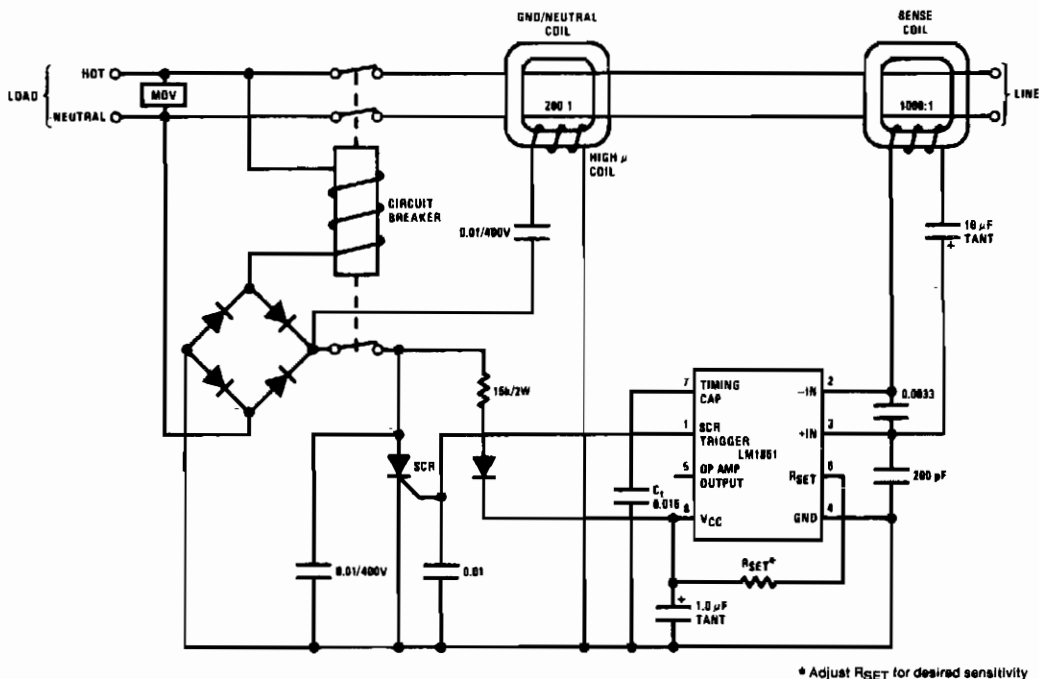 GND/NEUTRAL
COIL
SENSE
COIL
LOAD
HOT
MOV
NEUTRAL
200:1
1000:1
LINE
HIGH μ
COIL
CIRCUIT
BREAKER
0.01/400V
10 μF
TANT
+
15k/2W
7
TIMING
CAP
2
–IN
0.0033
1
SCR
TRIGGER
+IN
3
LM1851
SCR
5
OP AMP
OUTPUT
RSET
6
200 pF
Ct
0.015
8
VCC
GND
4
0.01/400V
0.01
RSET*
+
1.0 μF
TANT
* Adjust RSET for desired sensitivity